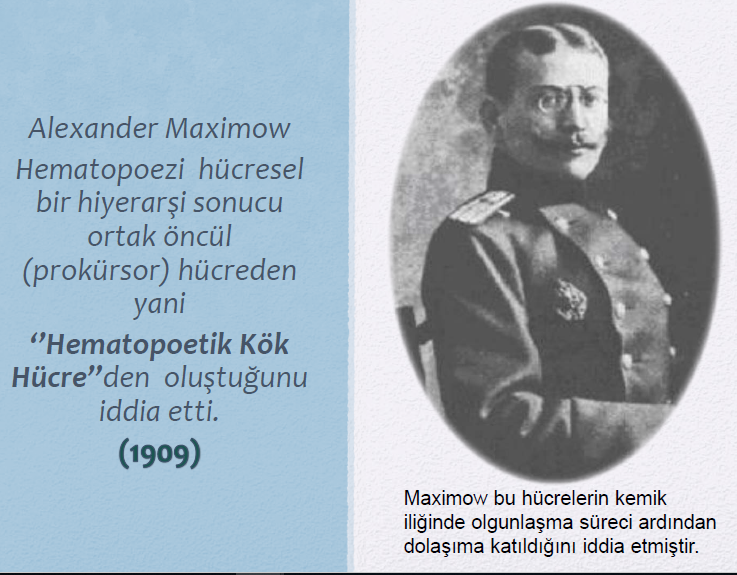 Alexander Maximow
Hematopoezi hücresel
bir hiyerarşi sonucu
ortak öncül
(prokürsor) hücreden
yani
‘’Hematopoetik Kök
Hücre’’den oluştuğunu
iddia etti.
(1909)
Maximow bu hücrelerin kemik
iliğinde olgunlaşma süreci ardından
dolaşıma katıldığını iddia etmiştir.